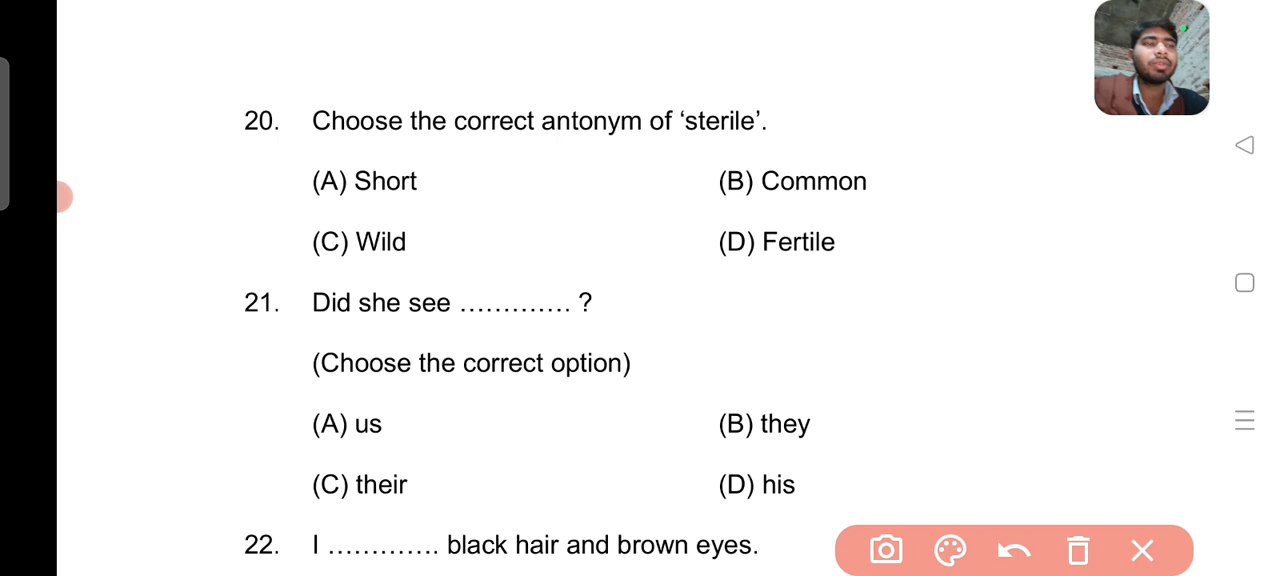 20. Choose the correct antonym of ‘sterile’.
(A) Short (B) Common
(C) Wild (D) Fertile
21. Did she see ............. ?
(Choose the correct option)
(A) us (B) they
(C) their (D) his
22. I ............. black hair and brown eyes.